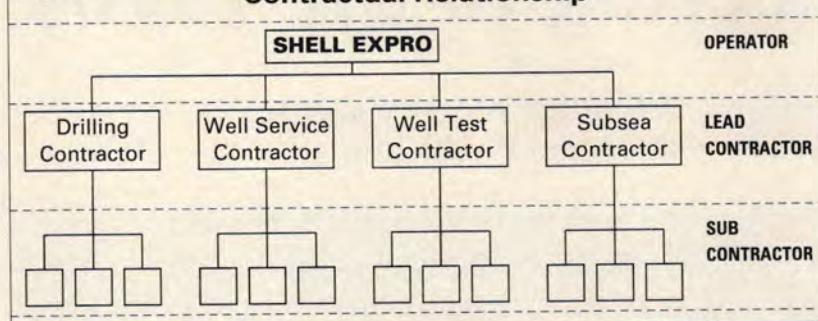 Contractual Relationship
SHELL EXPRO
OPERATOR
Drilling
Contractor
Well Service
Contractor
Well Test
Contractor
Subsea
Contractor
LEAD
CONTRACTOR
SUB
CONTRACTOR